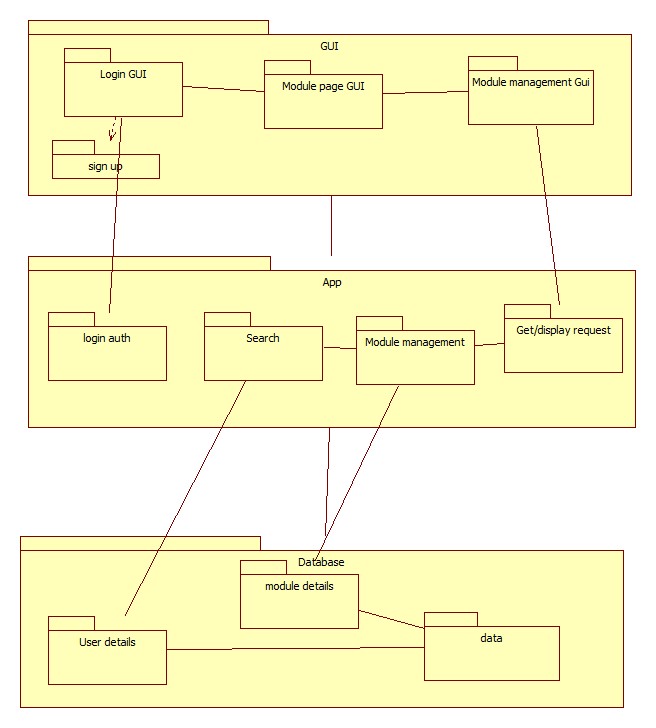 GUI
Login GUI
Module page GUI
Module management Gui
sign up
App
login auth
Search
Module management
Get/display request
Database
module details
User details
data